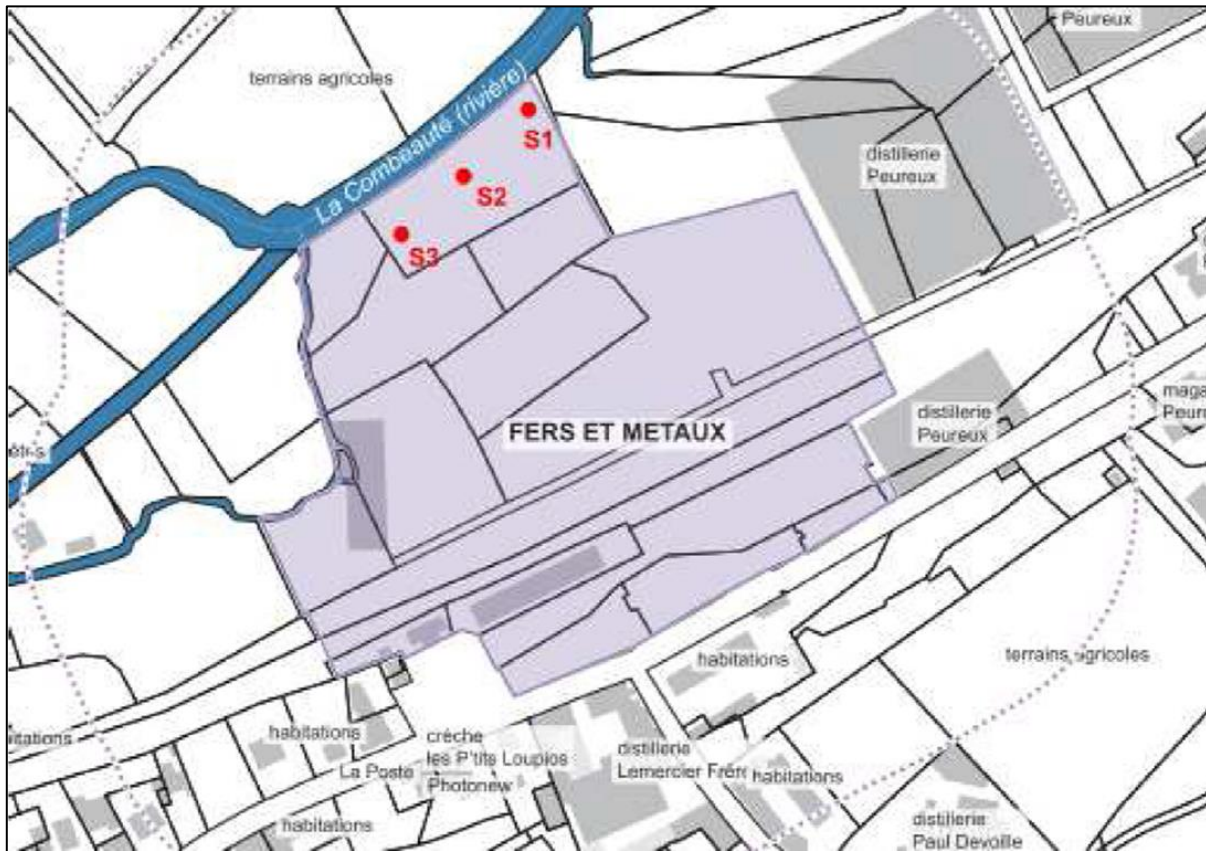 Peureux
terrains agricoles
La Combeauté (rivière)
S1
distillerie
Peureux
S2
S3
FERS ET METAUX
distillerie
Peureux
habitations
terrains agricoles
habitations
crèche
les P'tits Loupios
La Poste
Photonew
distillerie
habitations
habitations
distillerie
Paul Devoille